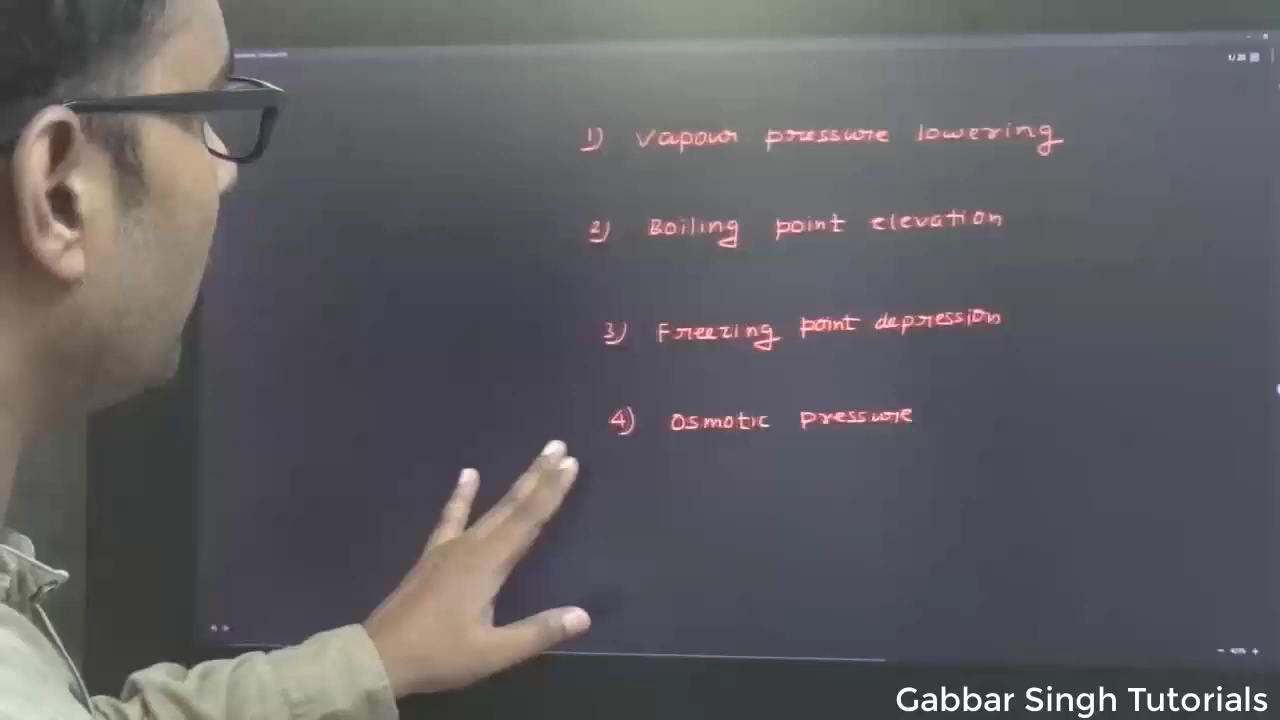 1) Vapour pressure lowering
2) Boiling point elevation
3) Freezing point depression
4) Osmotic pressure
Gabbar Singh Tutorials